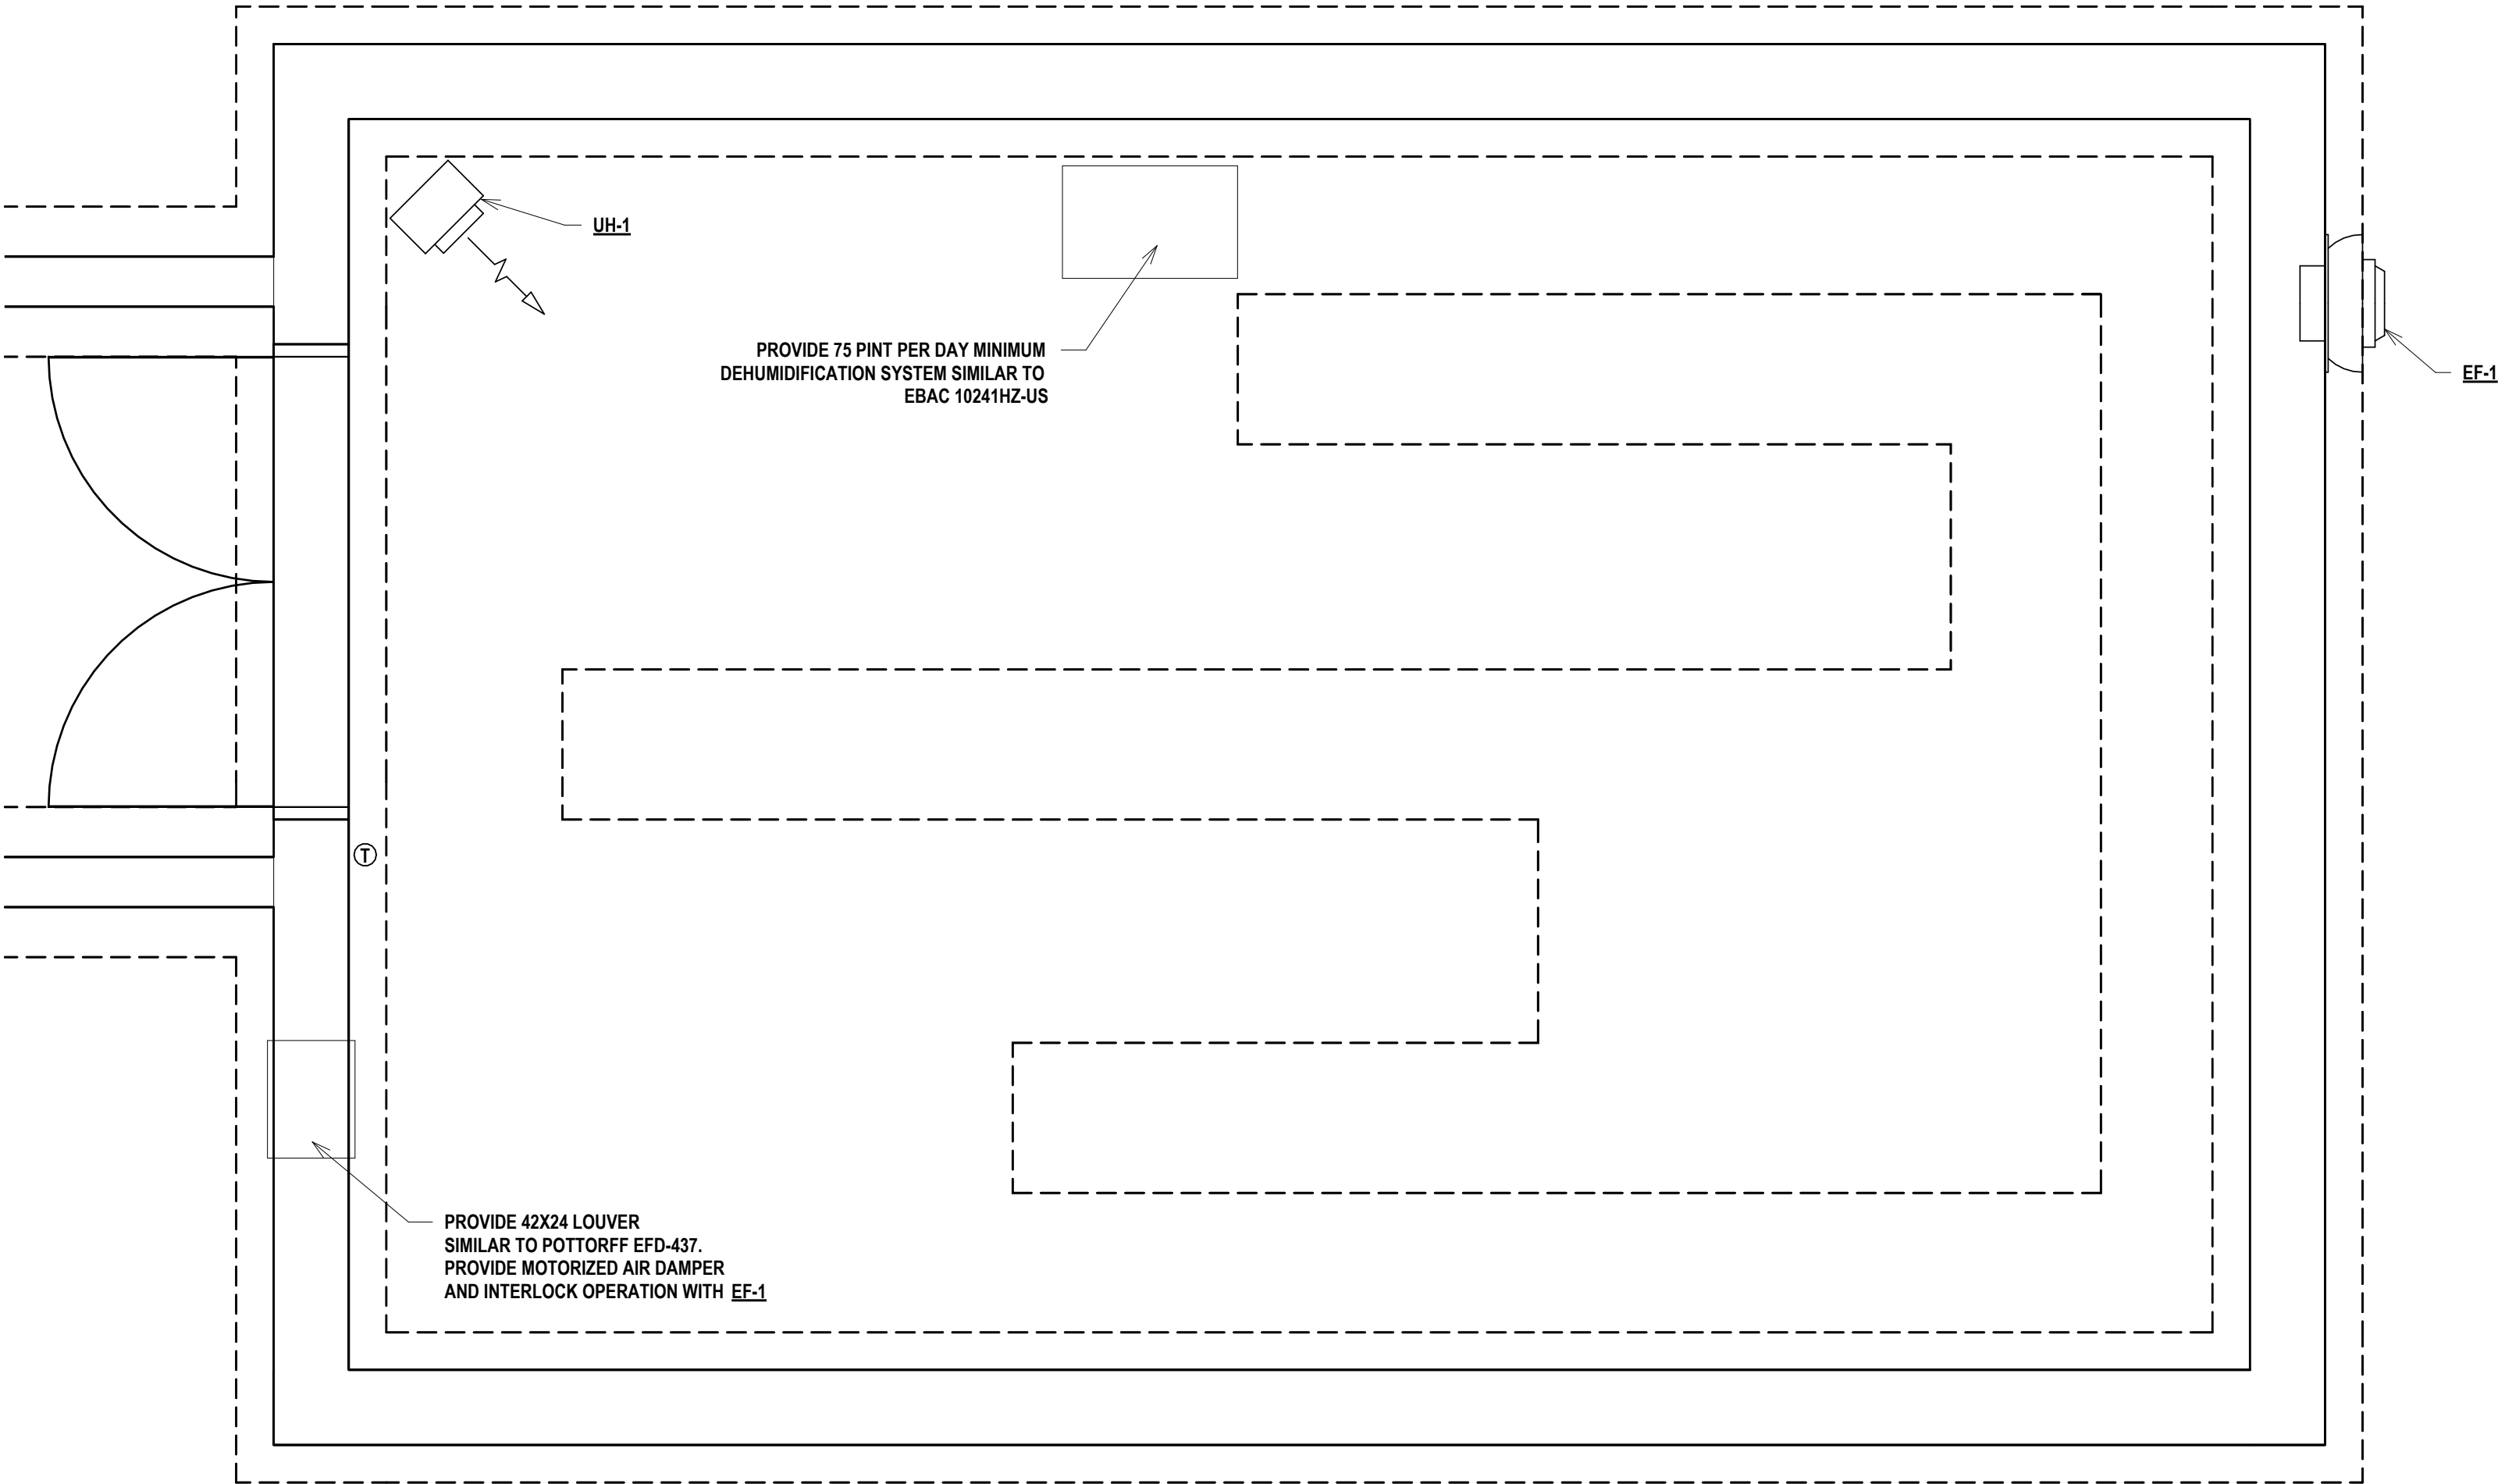 UH-1
PROVIDE 75 PINT PER DAY MINIMUM
DEHUMIDIFICATION SYSTEM SIMILAR TO
EBAC 10241HZ-US
EF-1
T
PROVIDE 42X24 LOUVER
SIMILAR TO POTTORFF EFD-437.
PROVIDE MOTORIZED AIR DAMPER
AND INTERLOCK OPERATION WITH EF-1